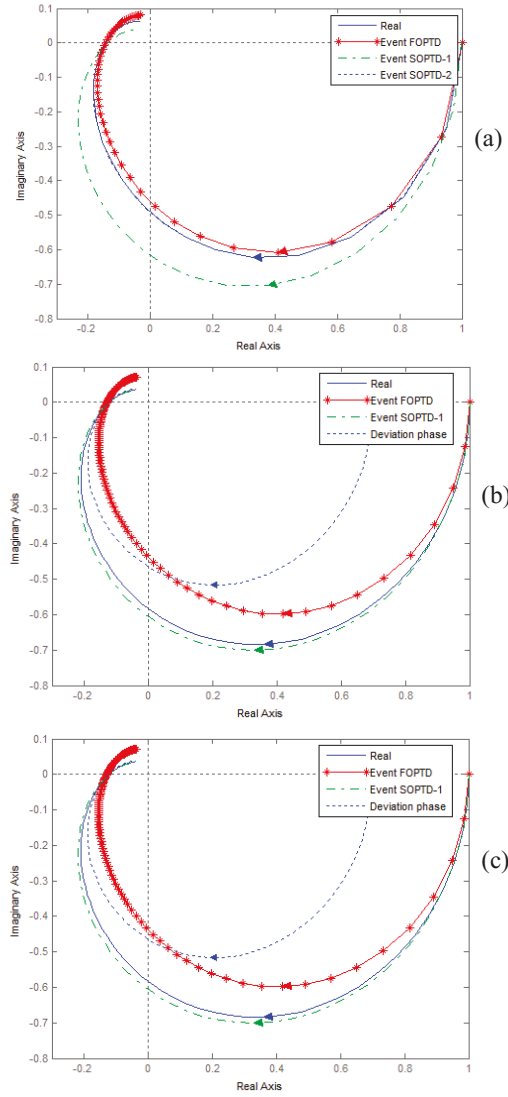 0.1
Real
0
Event FOPTD
Event SOPTD-1
-0.1
Event SOPTD-2
-0.2
(a)
-0.3
Imaginary Axis
-0.4
-0.5
-0.6
-0.7
-0.8
-0.2 0 0.2 0.4 0.6 0.8 1
Real Axis
0.1
Real
0
Event FOPTD
Event SOPTD-1
-0.1
Deviation phase
-0.2
(b)
-0.3
Imaginary Axis
-0.4
-0.5
-0.6
-0.7
-0.8
-0.2 0 0.2 0.4 0.6 0.8 1
Real Axis
0.1
Real
0
Event FOPTD
Event SOPTD-1
-0.1
Deviation phase
-0.2
(c)
-0.3
Imaginary Axis
-0.4
-0.5
-0.6
-0.7
-0.8
-0.2 0 0.2 0.4 0.6 0.8 1
Real Axis